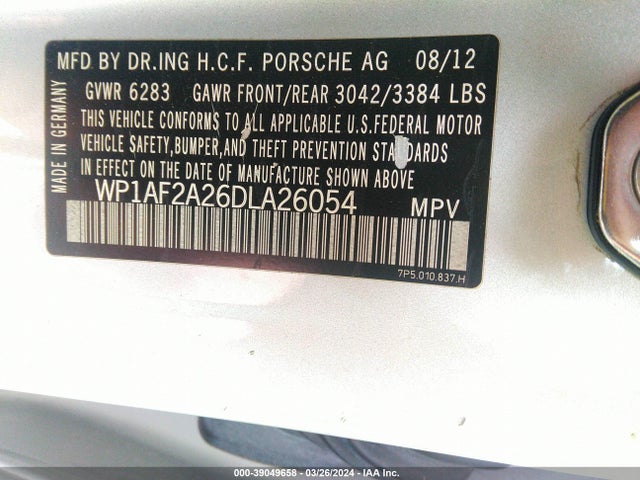 MFD BY DR.ING H.C.F. PORSCHE AG 08/12
GVWR 6283 GAWR FRONT/REAR 3042/3384 LBS
THIS VEHICLE CONFORMS TO ALL APPLICABLE U.S.FEDERAL MOTOR
VEHICLE SAFETY,BUMPER,AND THEFT PREVENTION STANDARDS
IN EFFECT ON THE DATE OF MANUFACTURE SHOWN ABOVE
WP1AF2A26DLA26054 MPV
7P5.010.837.H
MADE IN GERMANY
000-39049658 - 03/26/2024 - IAA Inc.